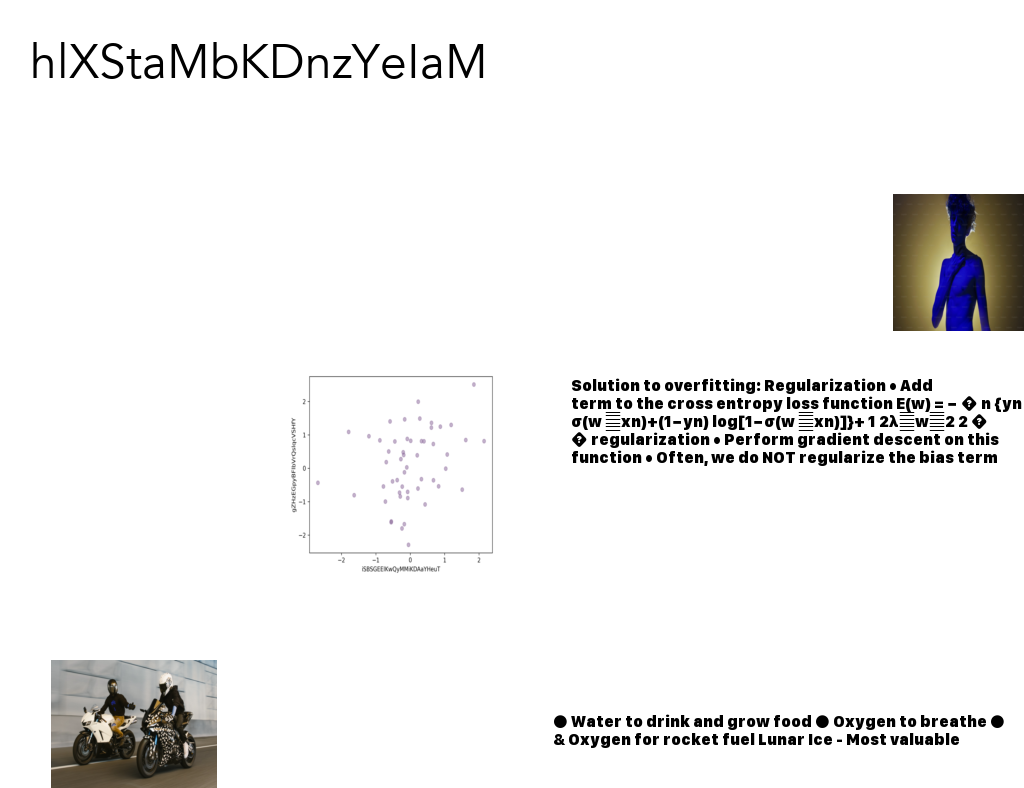 hlXStaMbKDnzYeIaM
Solution to overfitting: Regularization • Add
term to the cross entropy loss function E(w) = − � n {yn
σ(w xn)+(1−yn) log[1−σ(w xn)]}+ 1 2λ w 2 2 �
� regularization • Perform gradient descent on this
function • Often, we do NOT regularize the bias term
2
1
0
−1
−2
−2 −1 0 1 2
● Water to drink and grow food ● Oxygen to breathe ●
& Oxygen for rocket fuel Lunar Ice - Most valuable